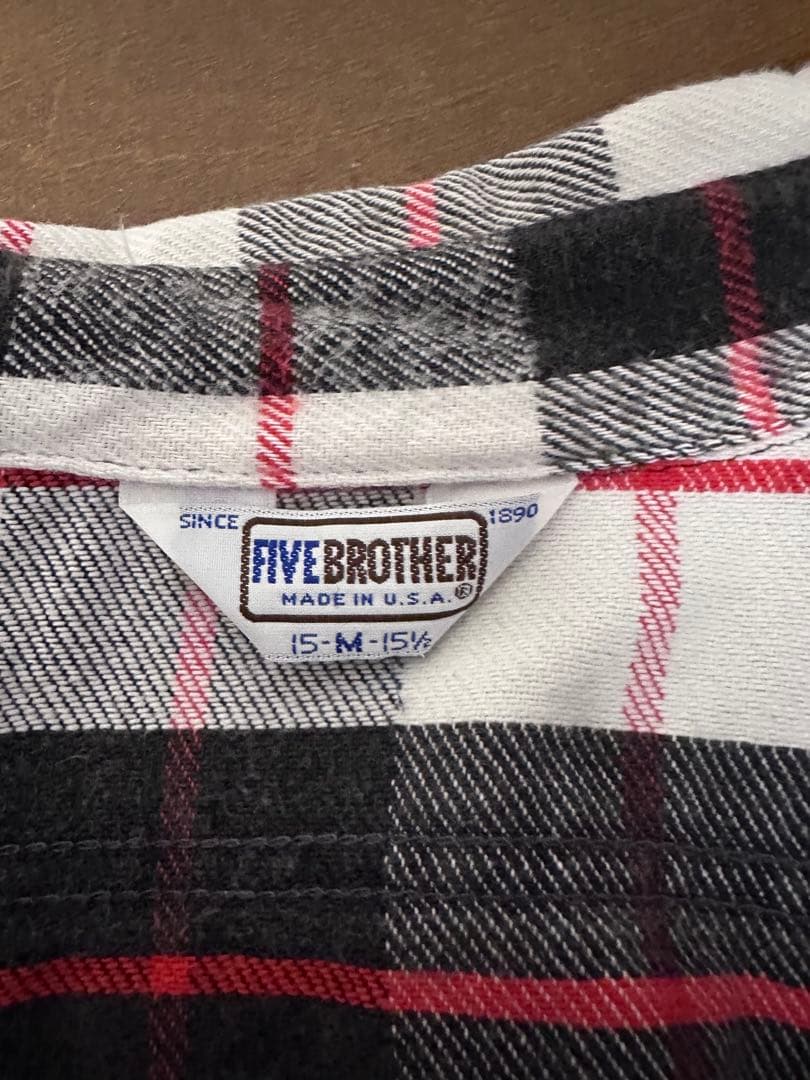 SINCE 1890
FIVE BROTHER
MADE IN U.S.A.®
15-M-15½